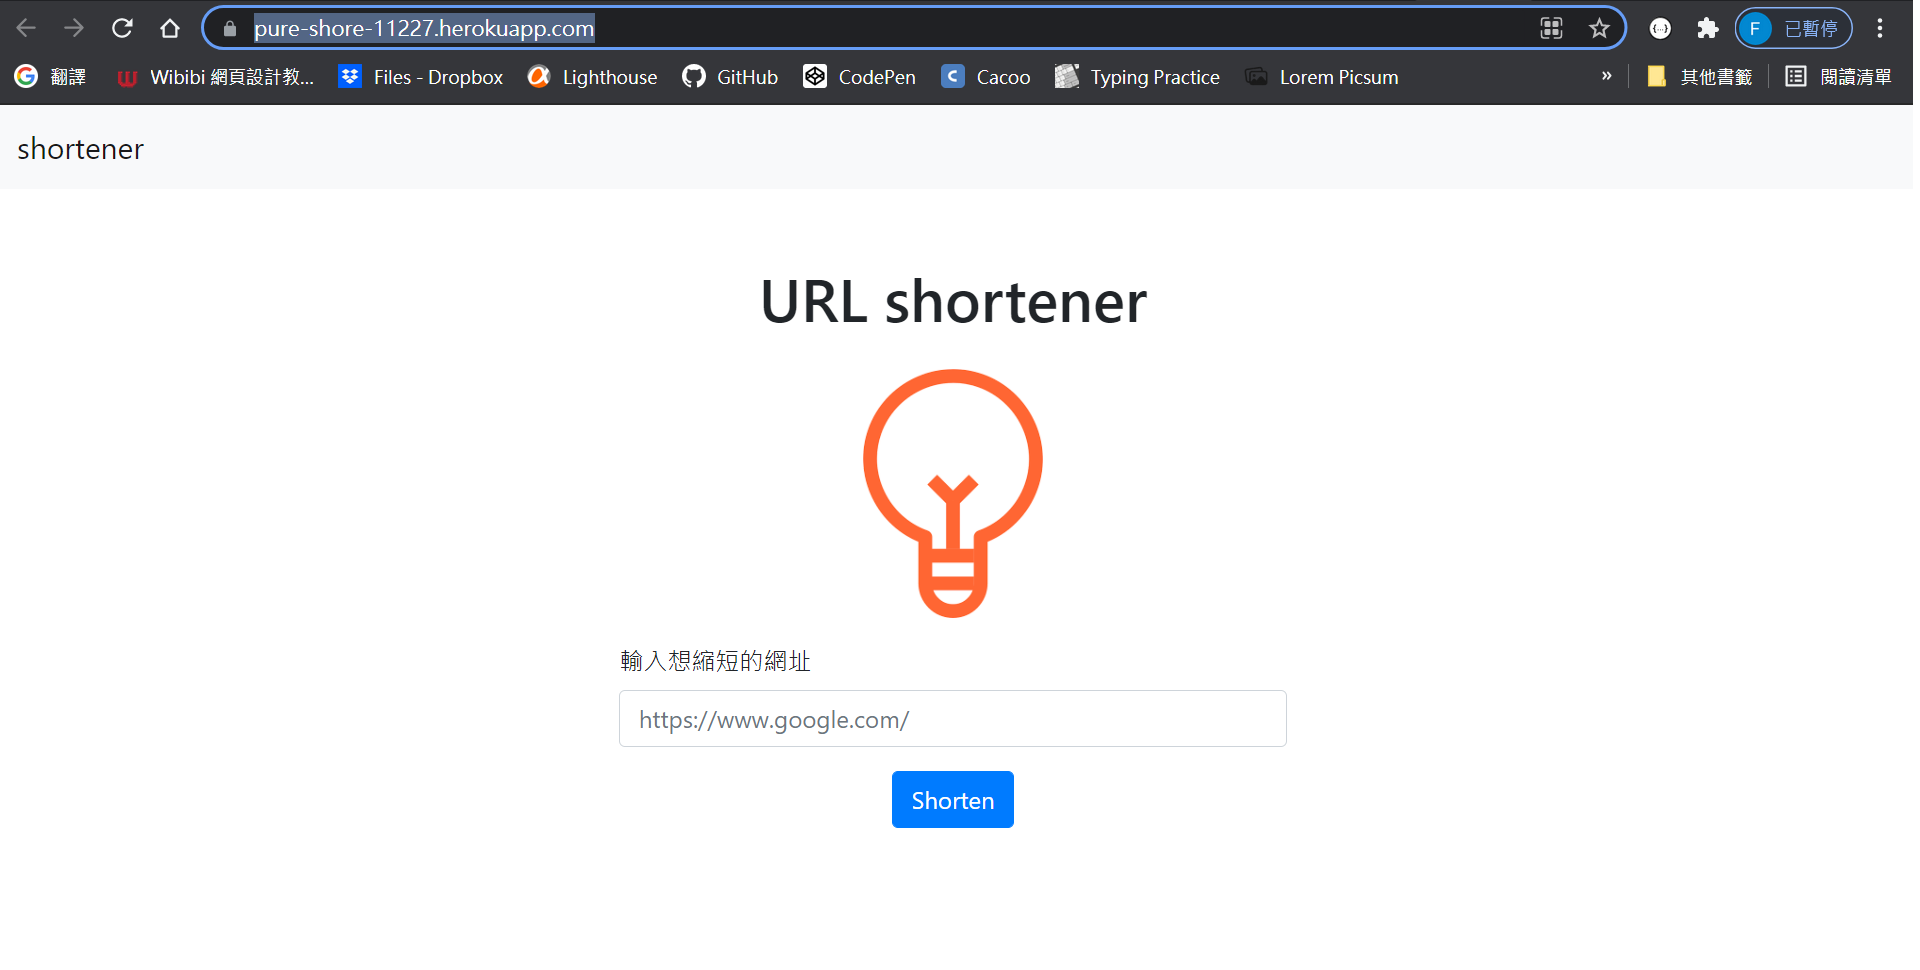 pure-shore-11227.herokuapp.com
F 已暫停
G 翻譯 w Wibibi 網頁設計教... Files - Dropbox Lighthouse GitHub CodePen C Cacoo Typing Practice Lorem Picsum » 其他書籤 閱讀清單
shortener
URL shortener
輸入想縮短的網址
https://www.google.com/
Shorten